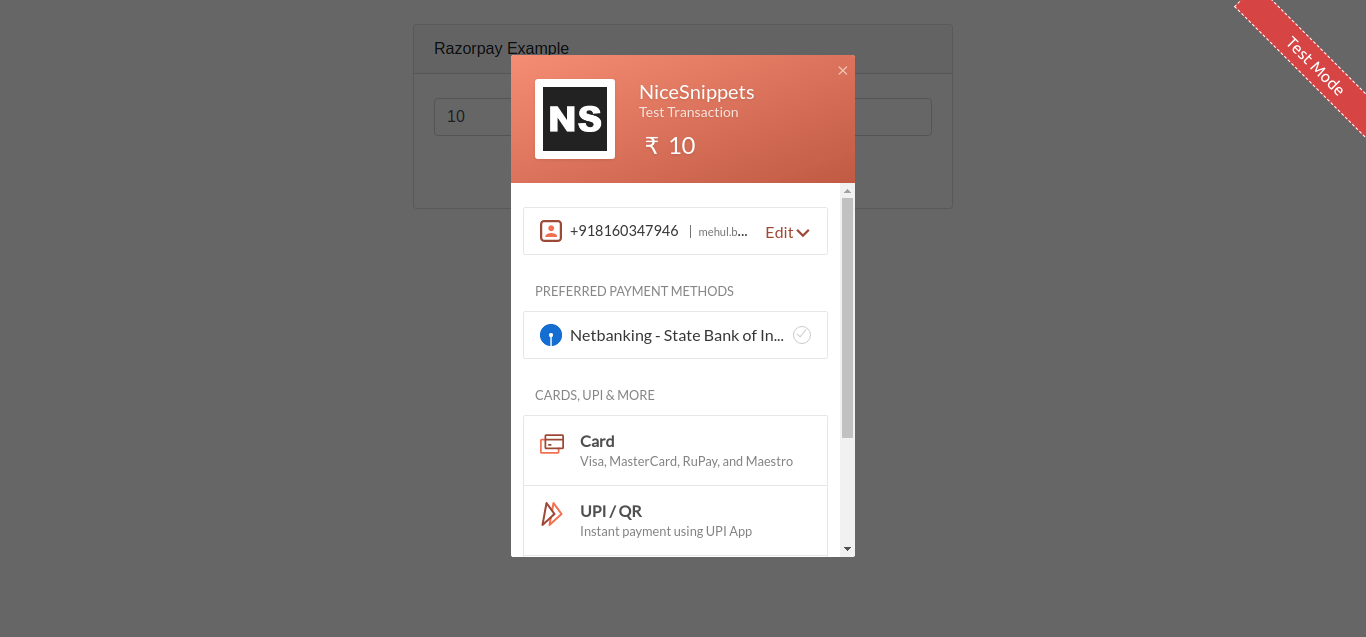 Razorpay Example
Test Mode
10
×
NS
NiceSnippets
Test Transaction
₹ 10
+918160347946 | mehul.b... Edit
PREFERRED PAYMENT METHODS
Netbanking - State Bank of In...
CARDS, UPI & MORE
Card
Visa, MasterCard, RuPay, and Maestro
UPI / QR
Instant payment using UPI App